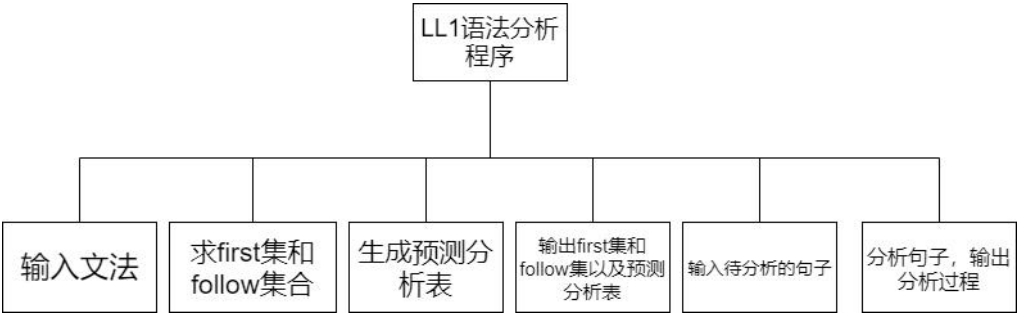 LL1语法分析
程序
输入文法
求first集和
follow集合
生成预测分
析表
输出first集和
follow集以及预测
分析表
输入待分析的句子
分析句子，输出
分析过程